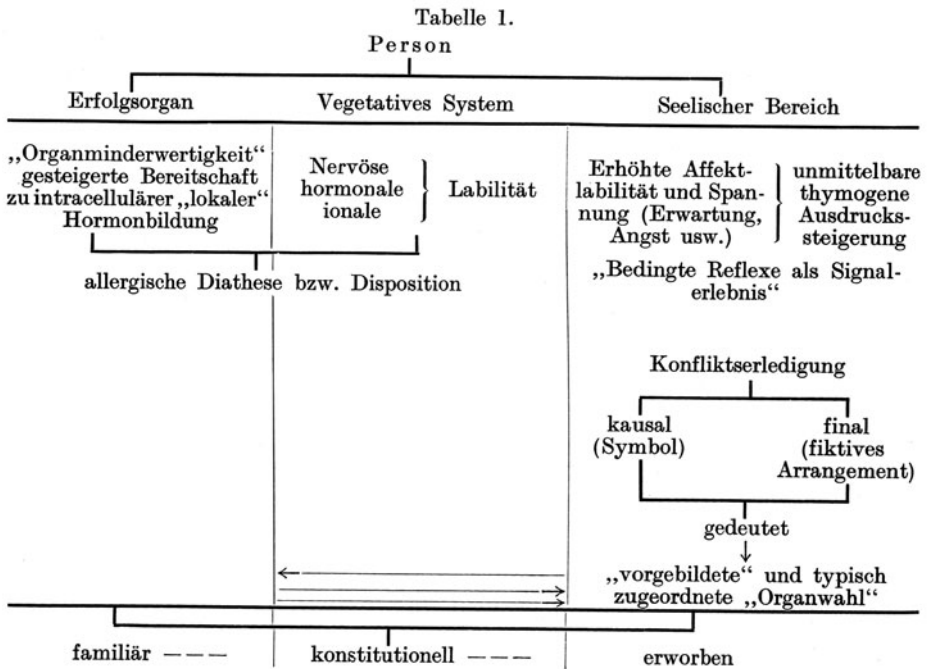 Tabelle 1.
Person
Erfolgsorgan
Vegetatives System
Seelischer Bereich
„Organminderwertigkeit“
gesteigerte Bereitschaft
zu intracellulärer „lokaler“
Hormonbildung
Nervöse
hormonale
ionale
Labilität
allergische Diathese bzw. Disposition
Erhöhte Affekt-
labilität und Span-
nung (Erwartung,
Angst usw.)
unmittelbare
thymogene
Ausdrucks-
steigerung
„Bedingte Reflexe als Signal-
erlebnis“
Konfliktserledigung
kausal
(Symbol)
final
(fiktives
Arrangement)
gedeutet
„vorgebildete“ und typisch
zugeordnete „Organwahl“
familiär --- konstitutionell --- erworben